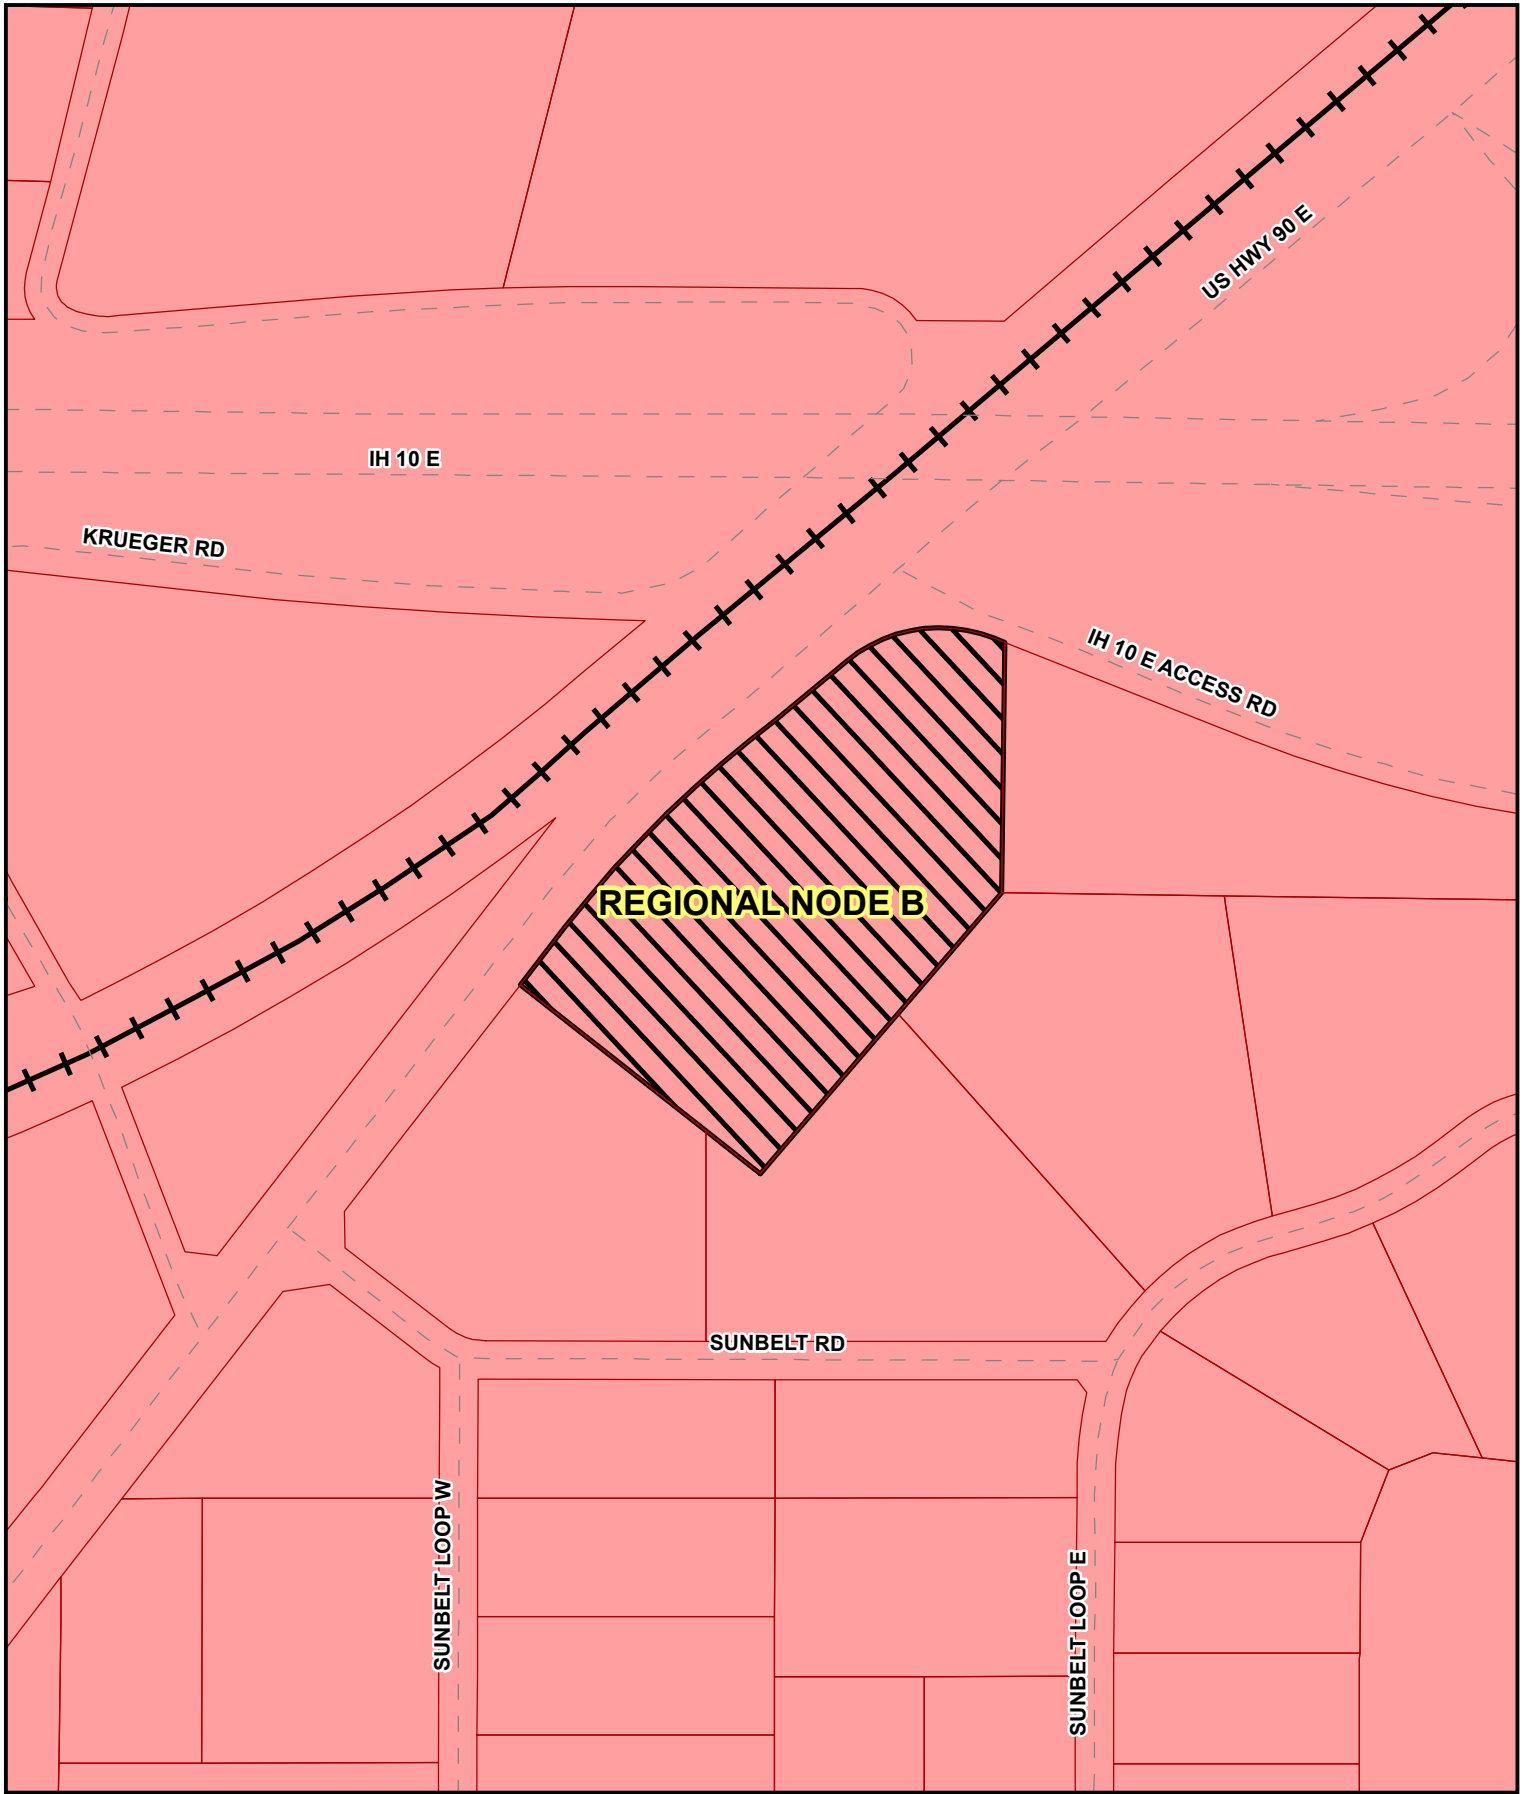 US HWY 90 E
IH 10 E
KRUEGER RD
IH 10 E ACCESS RD
REGIONAL NODE B
SUNBELT RD
SUNBELT LOOP W
SUNBELT LOOP E